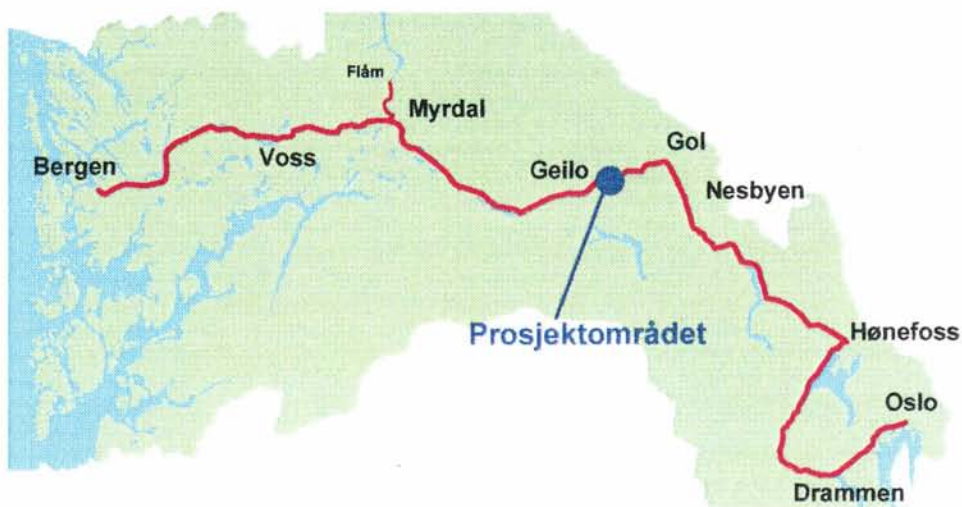 Flåm
Myrdal
Voss
Bergen
Geilo
Gol
Nesbyen
Prosjektområdet
Hønefoss
Oslo
Drammen